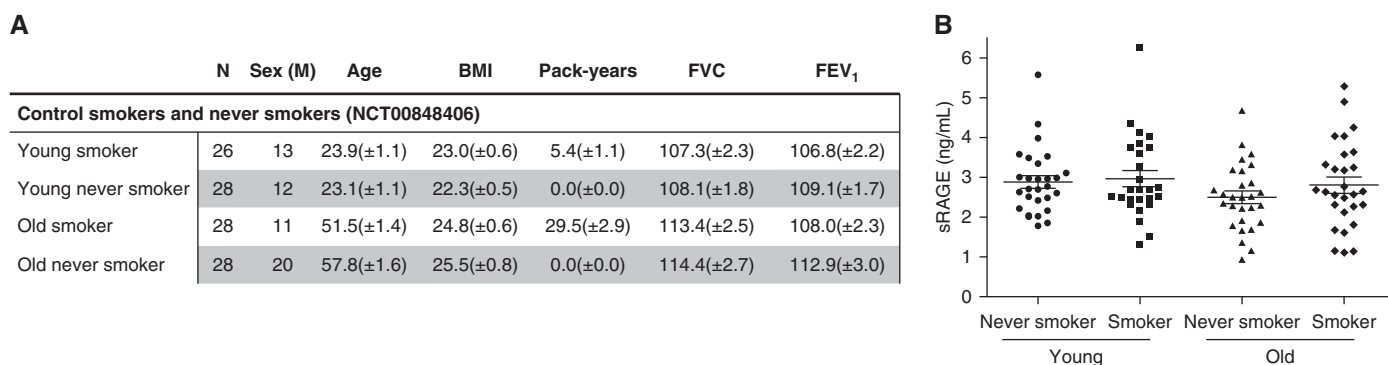 A
N Sex (M) Age BMI Pack-years FVC FEV1
Control smokers and never smokers (NCT00848406)
Young smoker 26 13 23.9(±1.1) 23.0(±0.6) 5.4(±1.1) 107.3(±2.3) 106.8(±2.2)
Young never smoker 28 12 23.1(±1.1) 22.3(±0.5) 0.0(±0.0) 108.1(±1.8) 109.1(±1.7)
Old smoker 28 11 51.5(±1.4) 24.8(±0.6) 29.5(±2.9) 113.4(±2.5) 108.0(±2.3)
Old never smoker 28 20 57.8(±1.6) 25.5(±0.8) 0.0(±0.0) 114.4(±2.7) 112.9(±3.0)
B
sRAGE (ng/mL)
6
5
4
3
2
1
0
Never smoker Smoker Never smoker Smoker
Young Old